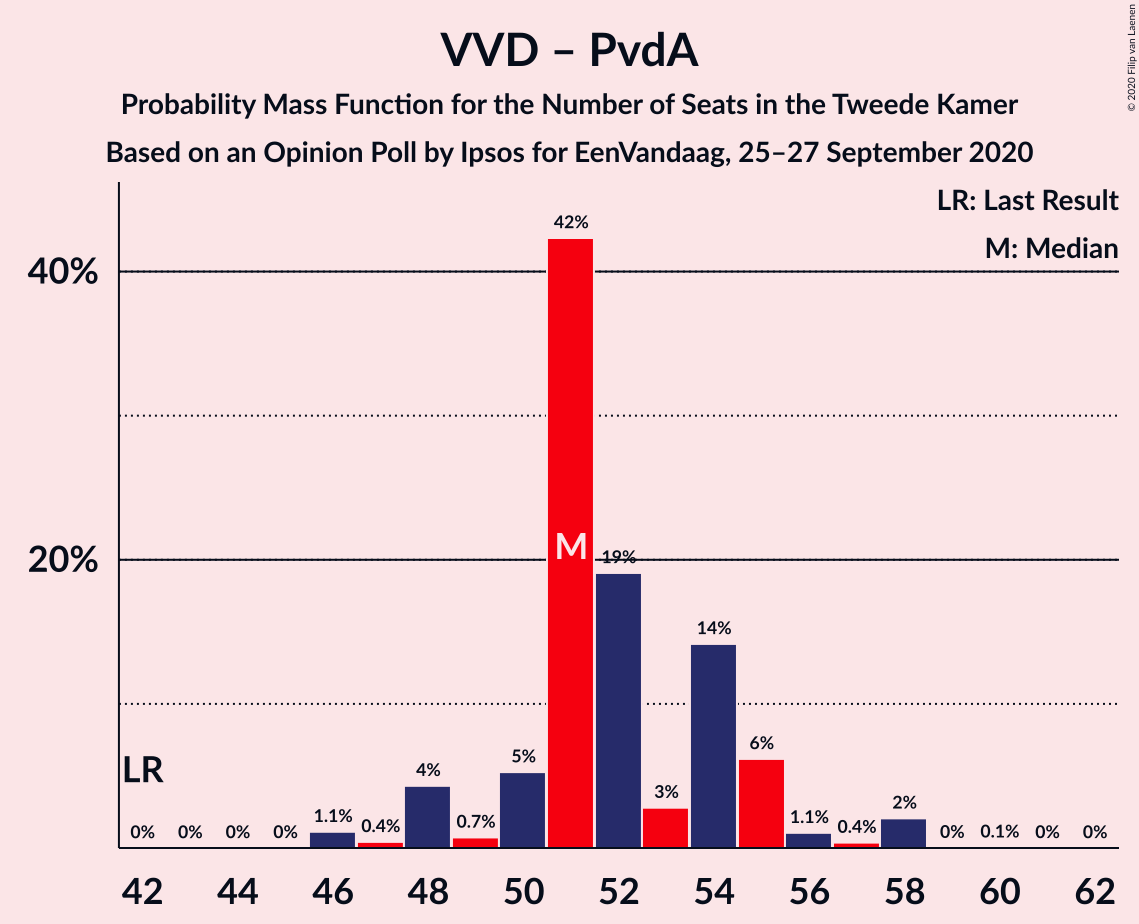 VVD – PvdA
Probability Mass Function for the Number of Seats in the Tweede Kamer
Based on an Opinion Poll by Ipsos for EenVandaag, 25–27 September 2020
© 2020 Filip van Laenen
LR: Last Result
M: Median
40%
20%
42%
M
19%
14%
LR
6%
5%
4%
3%
2%
0% 0% 0% 0% 1.1% 0.4% 0.7% 1.1% 0.4% 0% 0.1% 0% 0%
42 44 46 48 50 52 54 56 58 60 62